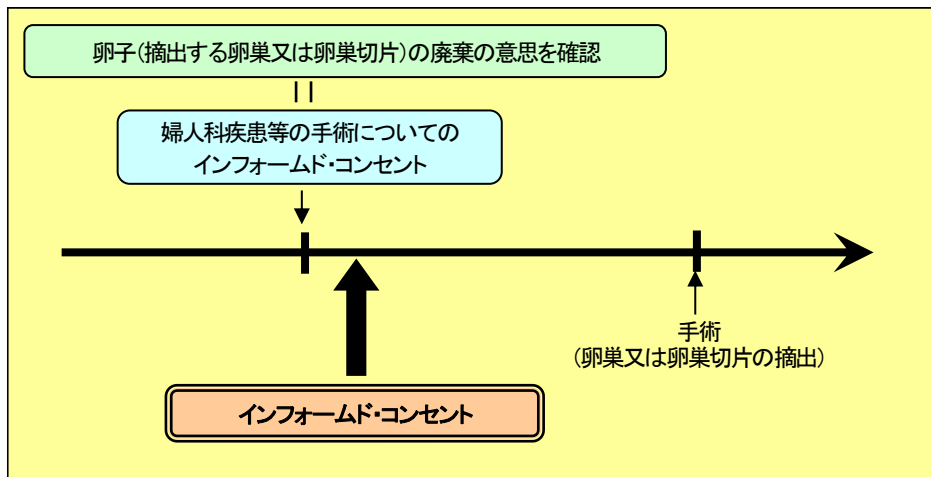 卵子(摘出する卵巣又は卵巣切片)の廃棄の意思を確認
婦人科疾患等の手術についての
インフォームド・コンセント
手術
(卵巣又は卵巣切片の摘出)
インフォームド・コンセント